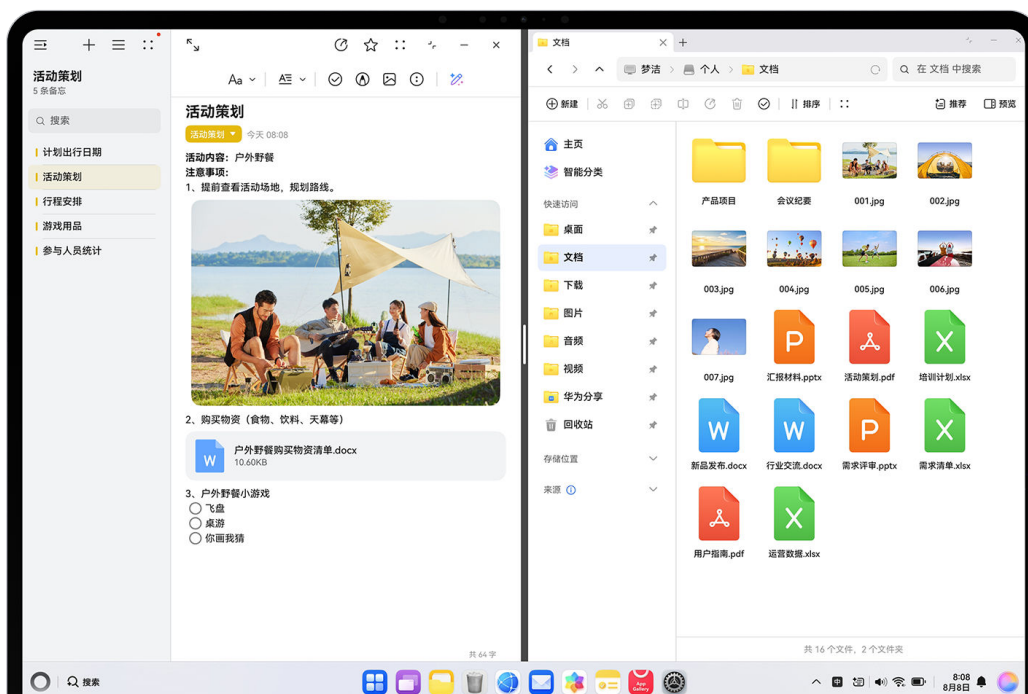 活动策划
5 条备忘
搜索
计划出行日期
活动策划
行程安排
游戏用品
参与人员统计
Aa
活动策划
活动策划 今天 08:08
活动内容：户外野餐
注意事项：
1、提前查看活动场地，规划路线。
2、购买物资（食物、饮料、天幕等）
W 户外野餐购买物资清单.docx
10.60KB
3、户外野餐小游戏
飞盘
桌游
你画我猜
共 64 字
文档
梦洁 个人 文档
在 文档 中搜索
新建 排序 推荐 预览
主页
智能分类
快速访问
桌面
文档
下载
图片
音频
视频
华为分享
回收站
存储位置
来源
产品项目 会议纪要 001.jpg 002.jpg
003.jpg 004.jpg 005.jpg 006.jpg
P X
007.jpg 汇报材料.pptx 活动策划.pdf 培训计划.xlsx
W W P X
新品发布.docx 行业交流.docx 需求评审.pptx 需求清单.xlsx
X
用户指南.pdf 运营数据.xlsx
共 16 个文件，2 个文件夹
搜索
App
Gallery
中
8:08
8月8日